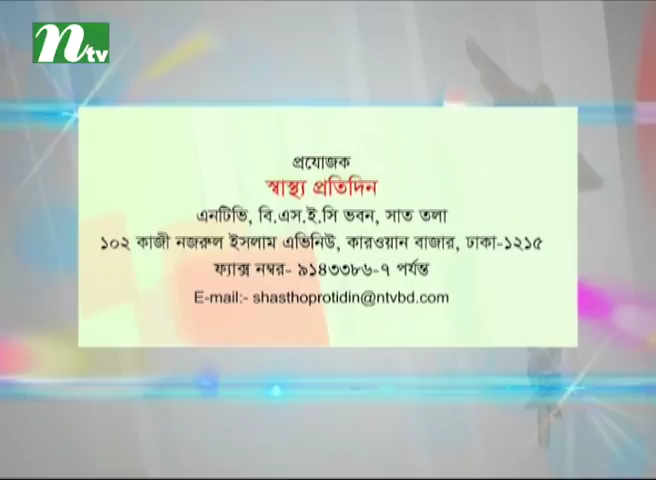 ntv
প্রযোজক
স্বাস্থ্য প্রতিদিন
এনটিভি, বি.এস.ই.সি ভবন, সাত তলা
১০২ কাজী নজরুল ইসলাম এভিনিউ, কারওয়ান বাজার, ঢাকা-১২১৫
ফ্যাক্স নম্বর- ৯১৪৩৩৮৬-৭ পর্যন্ত
E-mail:- shasthoprotidin@ntvbd.com